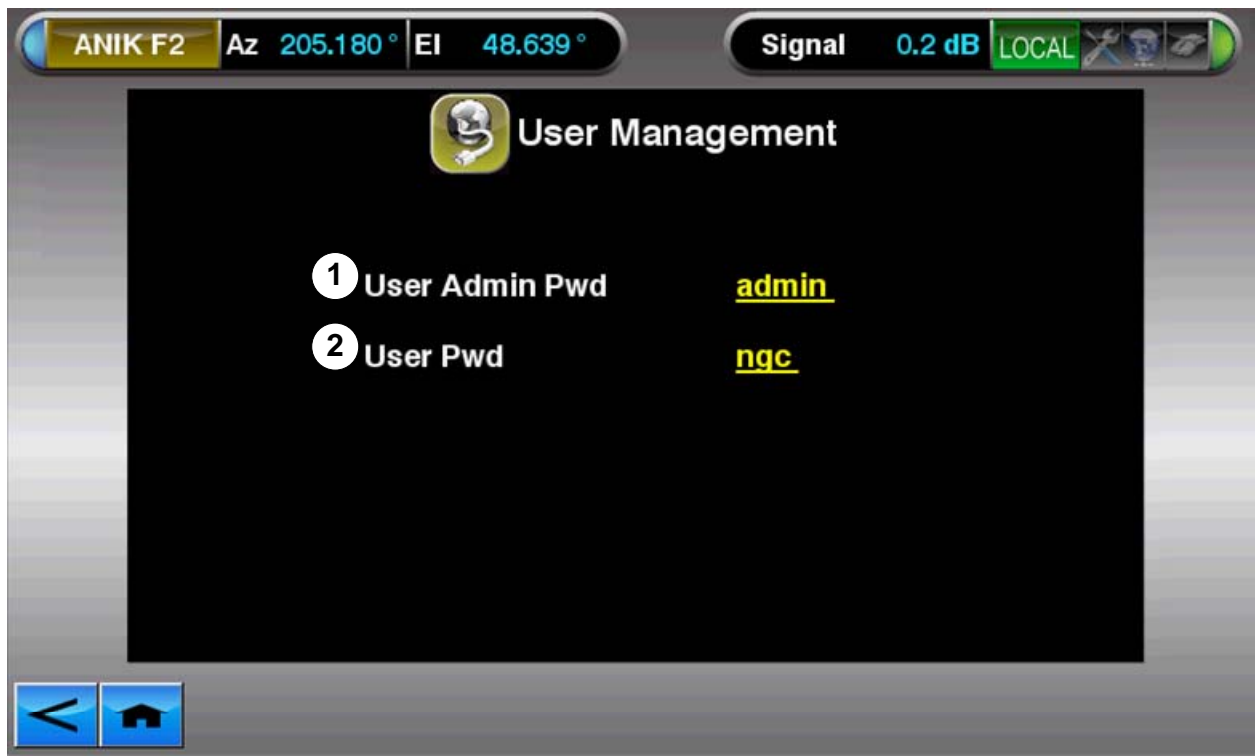 ANIK F2 Az 205.180° El 48.639° Signal 0.2 dB LOCAL
User Management
1 User Admin Pwd admin
2 User Pwd ngc